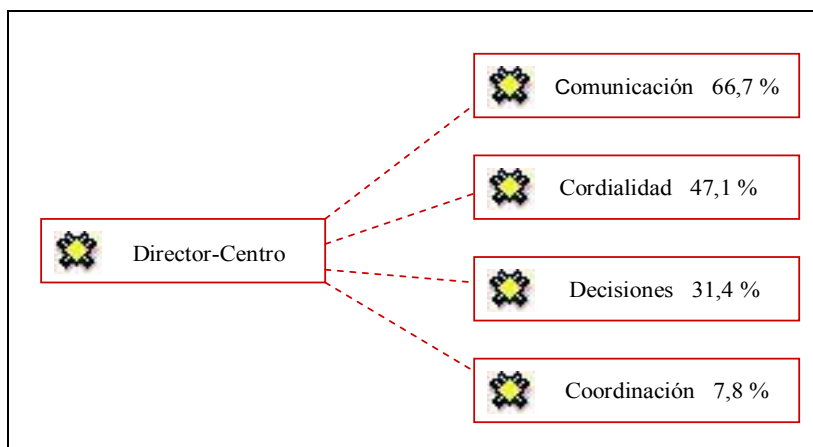 Comunicación 66,7 %
Cordialidad 47,1 %
Director-Centro
Decisiones 31,4 %
Coordinación 7,8 %